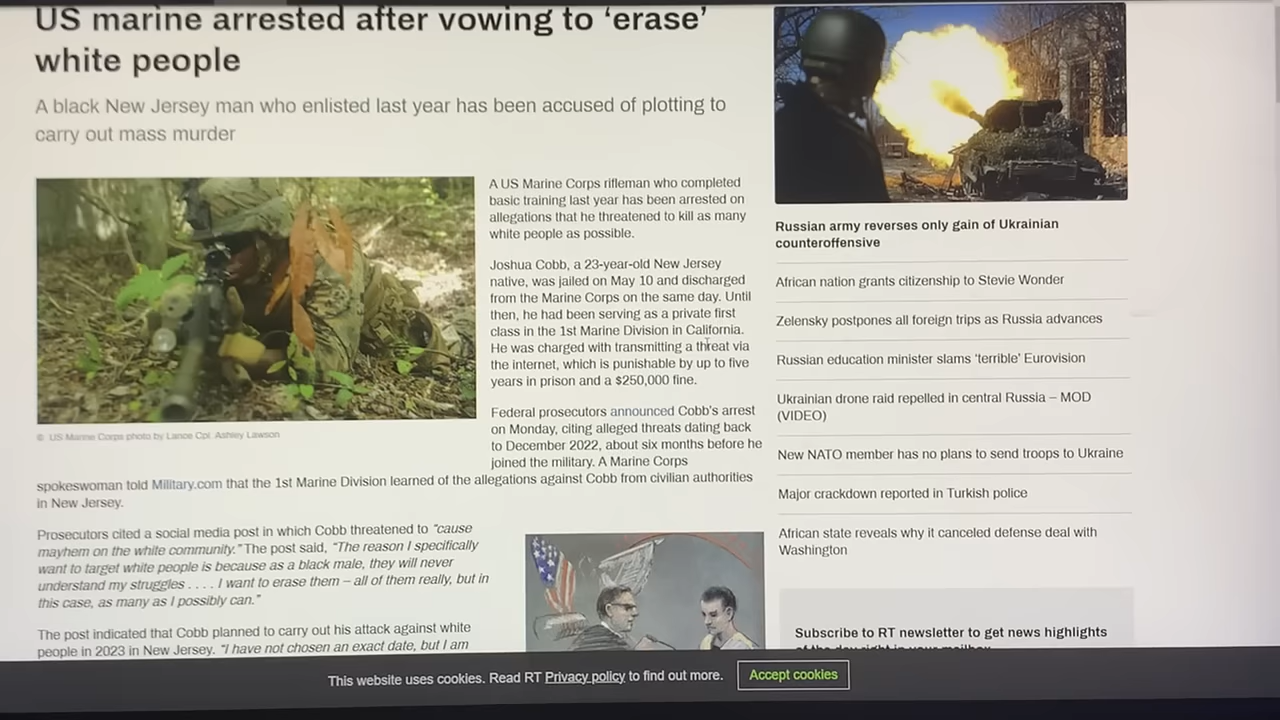 US marine arrested after vowing to ‘erase’
white people
A black New Jersey man who enlisted last year has been accused of plotting to
carry out mass murder
© US Marine Corps photo by Lance Cpl. Ashley Lawson
A US Marine Corps rifleman who completed
basic training last year has been arrested on
allegations that he threatened to kill as many
white people as possible.
Joshua Cobb, a 23-year-old New Jersey
native, was jailed on May 10 and discharged
from the Marine Corps on the same day. Until
then, he had been serving as a private first
class in the 1st Marine Division in California.
He was charged with transmitting a threat via
the internet, which is punishable by up to five
years in prison and a $250,000 fine.
Federal prosecutors announced Cobb’s arrest
on Monday, citing alleged threats dating back
to December 2022, about six months before he
joined the military. A Marine Corps
spokeswoman told Military.com that the 1st Marine Division learned of the allegations against Cobb from civilian authorities
in New Jersey.
Prosecutors cited a social media post in which Cobb threatened to “cause
mayhem on the white community.” The post said, “The reason I specifically
want to target white people is because as a black male, they will never
understand my struggles . . . . I want to erase them – all of them really, but in
this case, as many as I possibly can.”
The post indicated that Cobb planned to carry out his attack against white
people in 2023 in New Jersey. “I have not chosen an exact date, but I am
Russian army reverses only gain of Ukrainian
counteroffensive
African nation grants citizenship to Stevie Wonder
Zelensky postpones all foreign trips as Russia advances
Russian education minister slams ‘terrible’ Eurovision
Ukrainian drone raid repelled in central Russia – MOD
(VIDEO)
New NATO member has no plans to send troops to Ukraine
Major crackdown reported in Turkish police
African state reveals why it canceled defense deal with
Washington
Subscribe to RT newsletter to get news highlights
of the day right in your mailbox
This website uses cookies. Read RT Privacy policy to find out more.
Accept cookies